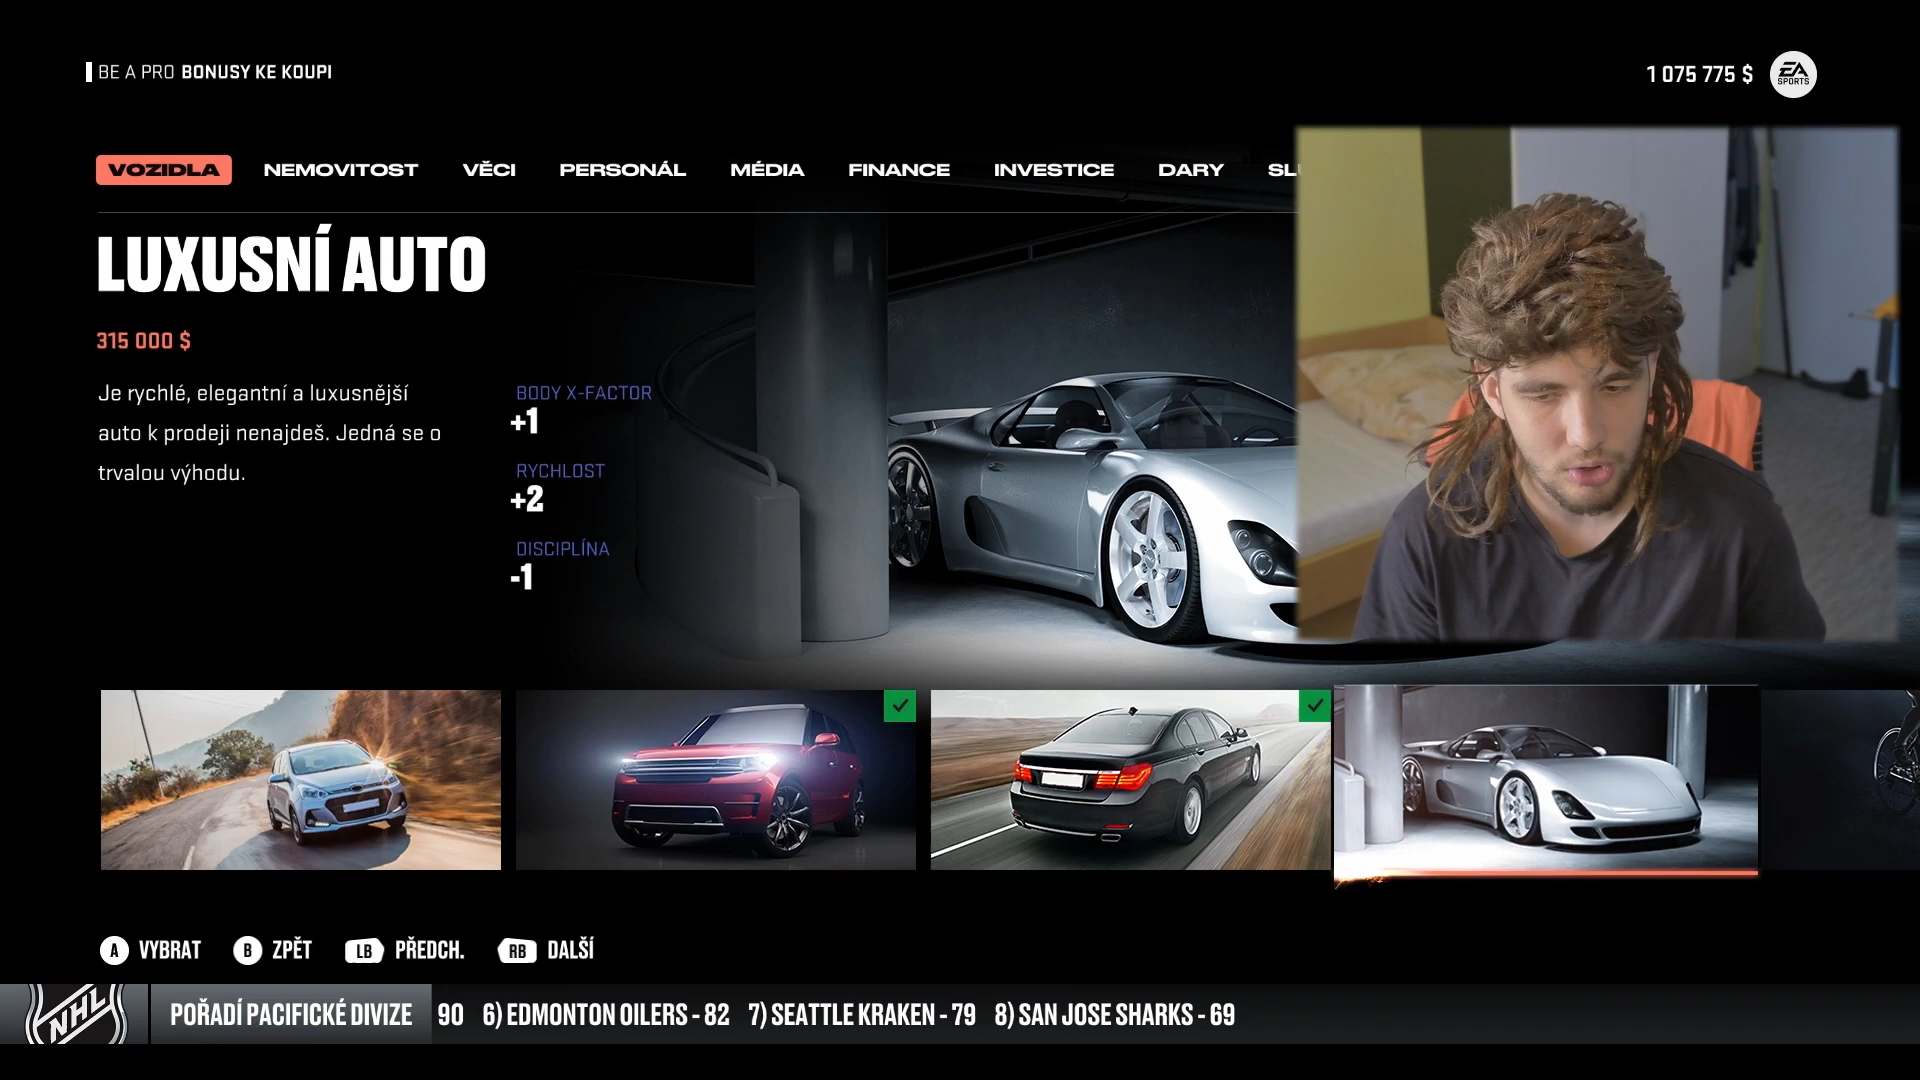 BE A PRO BONUSY KE KOUPI
1 075 775 $
EA SPORTS
VOZIDLA NEMOVITOST VĚCI PERSONÁL MÉDIA FINANCE INVESTICE DARY
LUXUSNÍ AUTO
315 000 $
Je rychlé, elegantní a luxusnější
auto k prodeji nenajdeš. Jedná se o
trvalou výhodu.
BODY X-FACTOR
+1
RYCHLOST
+2
DISCIPLÍNA
-1
A VYBRAT B ZPĚT LB PŘEDCH. RB DALŠÍ
NHL POŘADÍ PACIFICKÉ DIVIZE 90 6) EDMONTON OILERS - 82 7) SEATTLE KRAKEN - 79 8) SAN JOSE SHARKS - 69